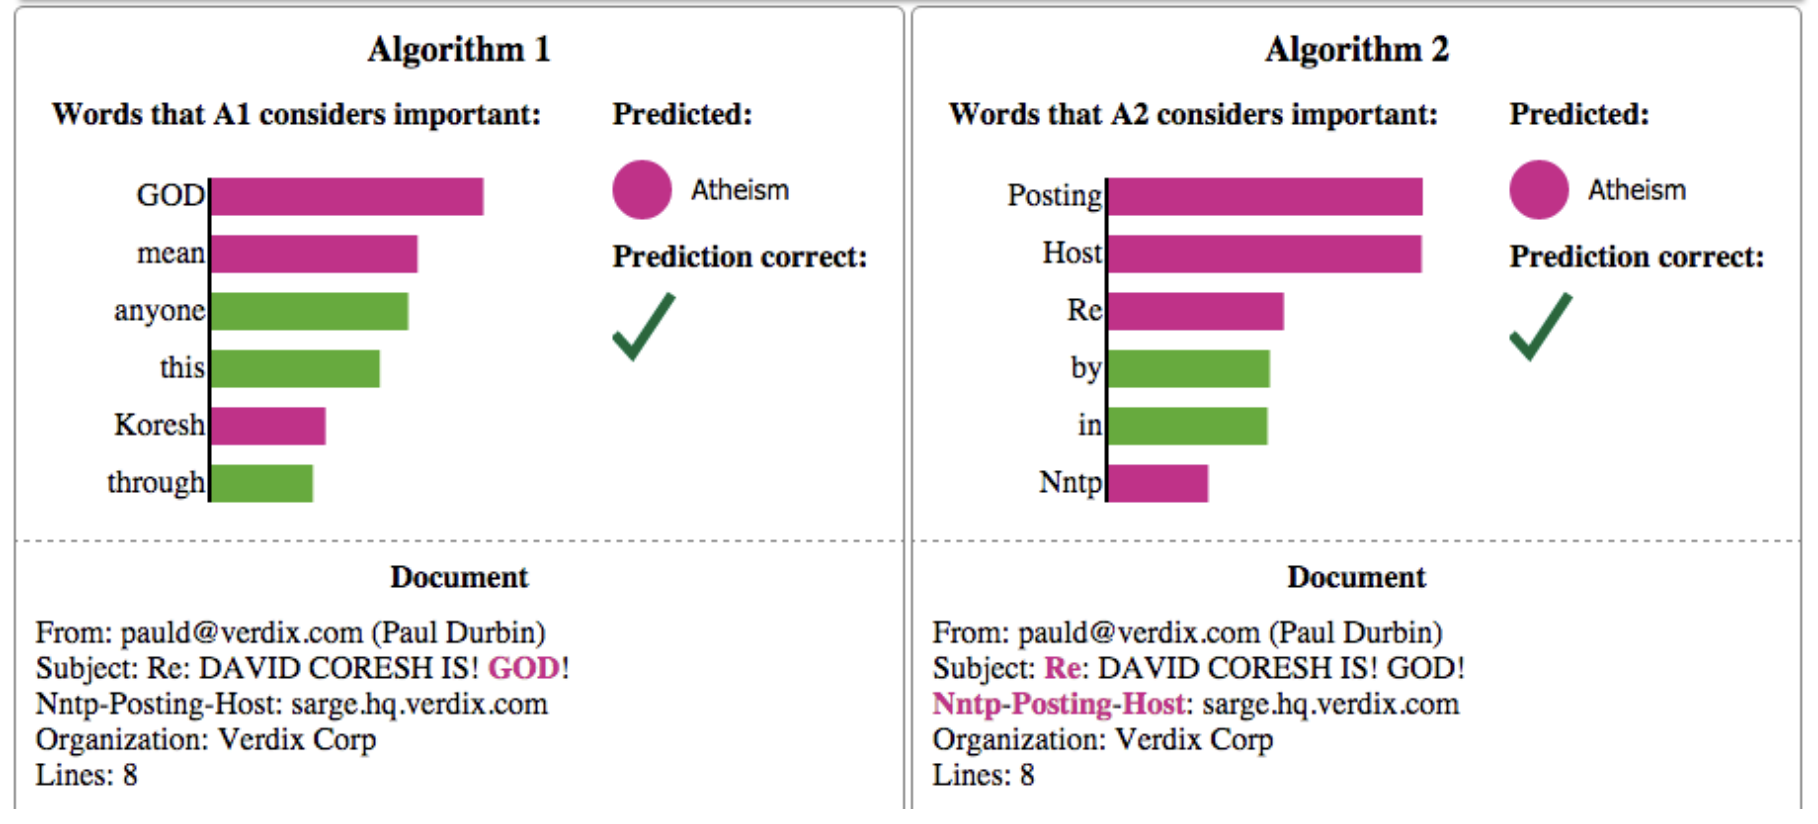 Algorithm 1
Words that A1 considers important:
Predicted:
GOD
mean
anyone
this
Koresh
through
Atheism
Prediction correct:
Document
From: pauld@verdix.com (Paul Durbin)
Subject: Re: DAVID CORESH IS! GOD!
Nntp-Posting-Host: sarge.hq.verdix.com
Organization: Verdix Corp
Lines: 8
Algorithm 2
Words that A2 considers important:
Predicted:
Posting
Host
Re
by
in
Nntp
Atheism
Prediction correct:
Document
From: pauld@verdix.com (Paul Durbin)
Subject: Re: DAVID CORESH IS! GOD!
Nntp-Posting-Host: sarge.hq.verdix.com
Organization: Verdix Corp
Lines: 8